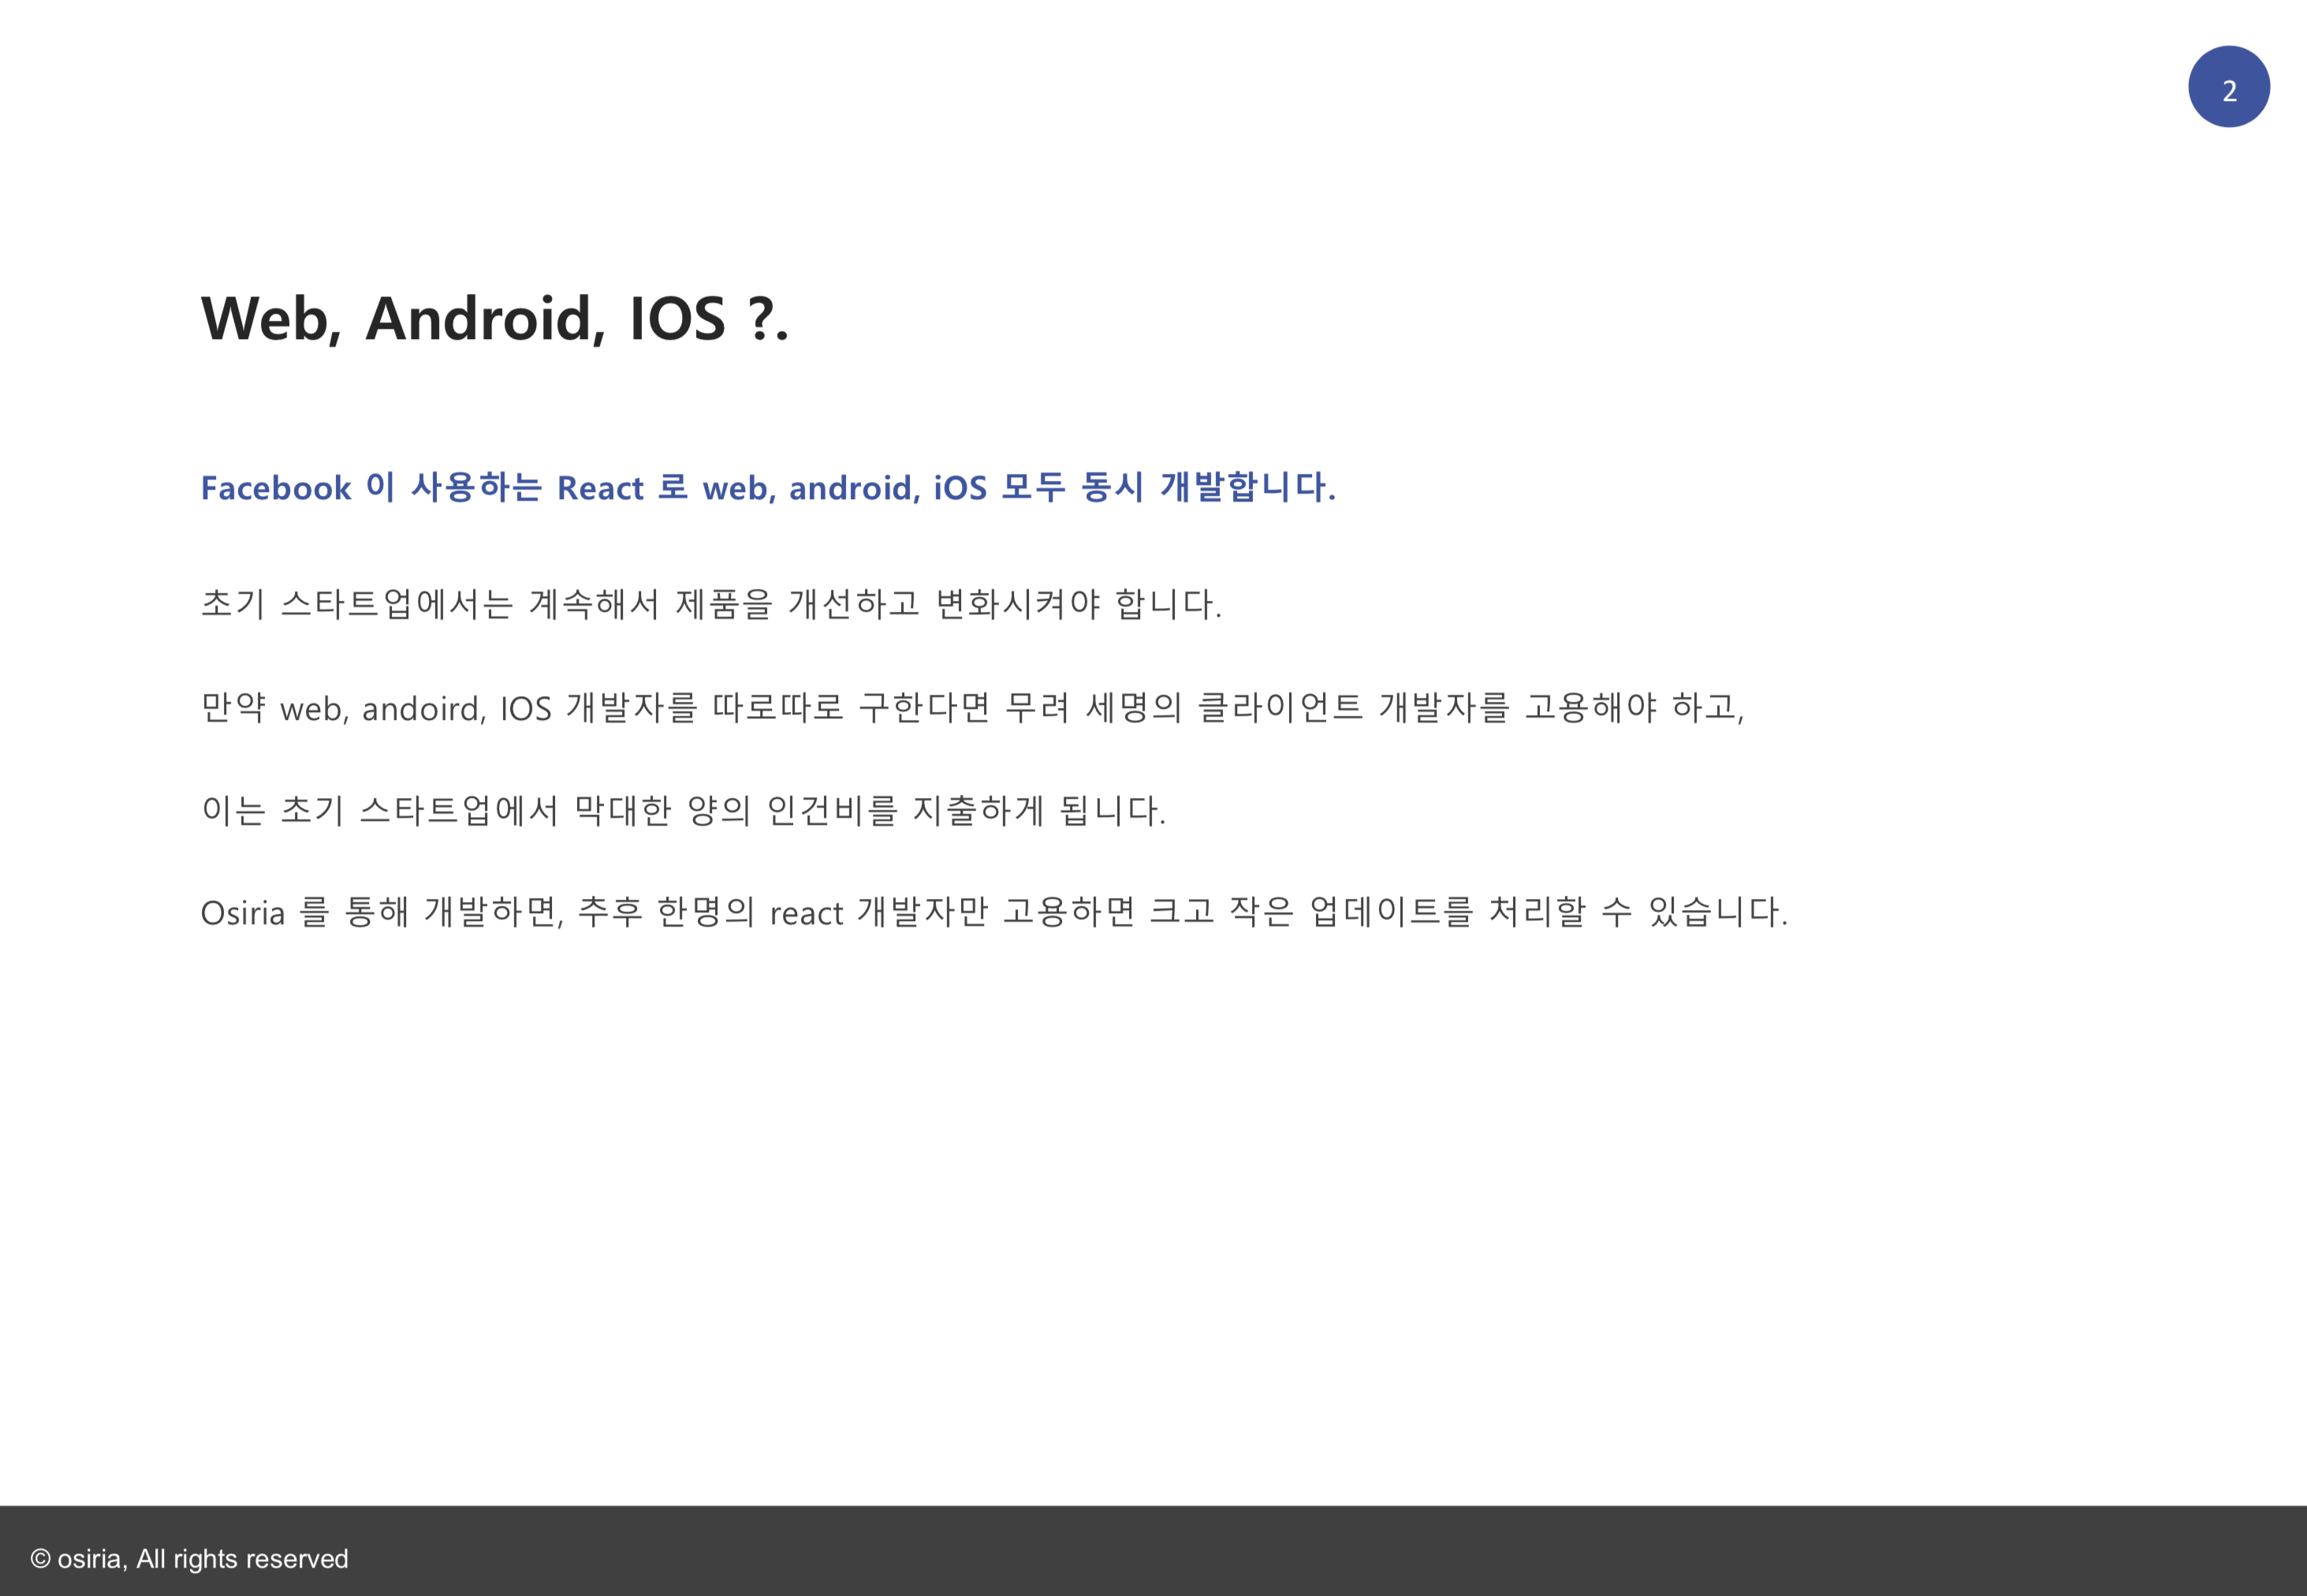 2
Web, Android, IOS ?.
Facebook 이 사용하는 React 로 web, android, iOS 모두 동시 개발합니다.
초기 스타트업에서는 계속해서 제품을 개선하고 변화시켜야 합니다.
만약 web, andoird, IOS 개발자를 따로따로 구한다면 무려 세명의 클라이언트 개발자를 고용해야 하고,
이는 초기 스타트업에서 막대한 양의 인건비를 지출하게 됩니다.
Osiria 를 통해 개발하면, 추후 한명의 react 개발자만 고용하면 크고 작은 업데이트를 처리할 수 있습니다.
© osiria, All rights reserved